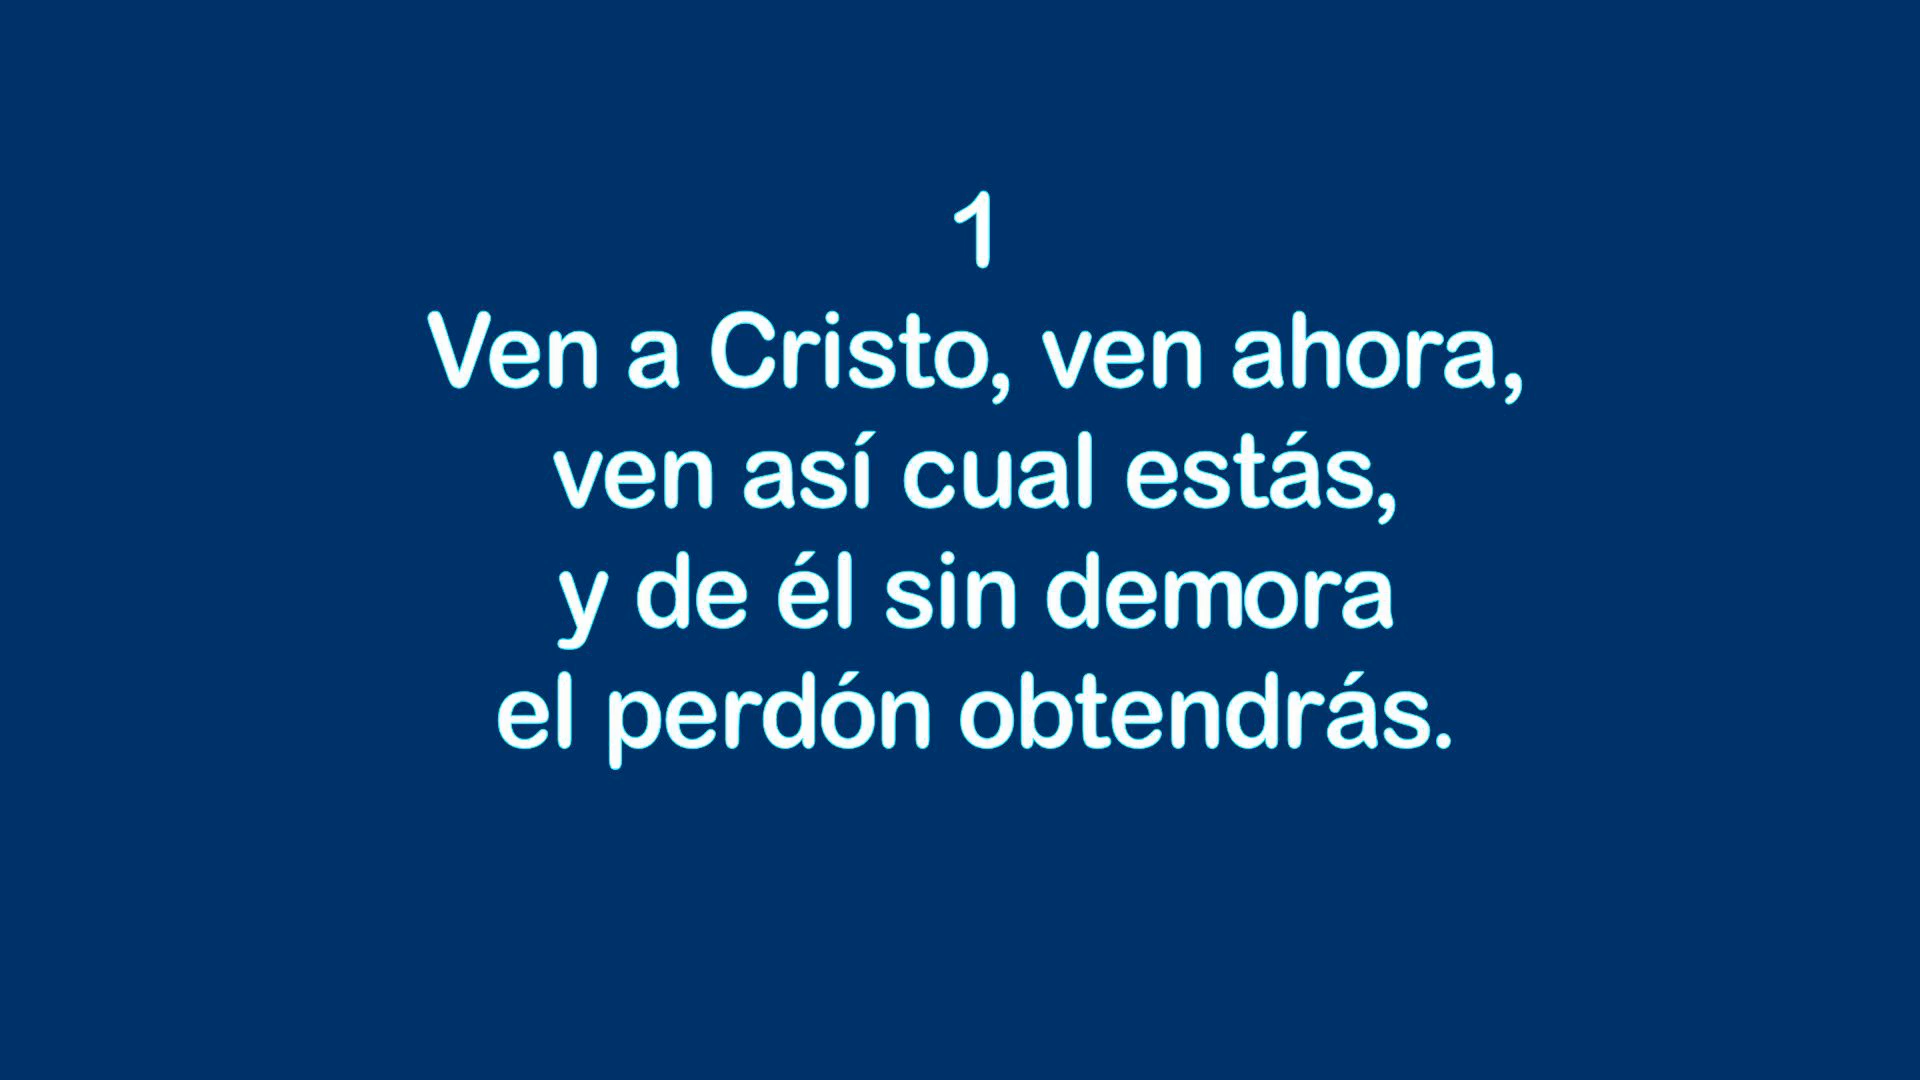 1
Ven a Cristo, ven ahora,
ven así cual estás,
y de él sin demora
el perdón obtendrás.